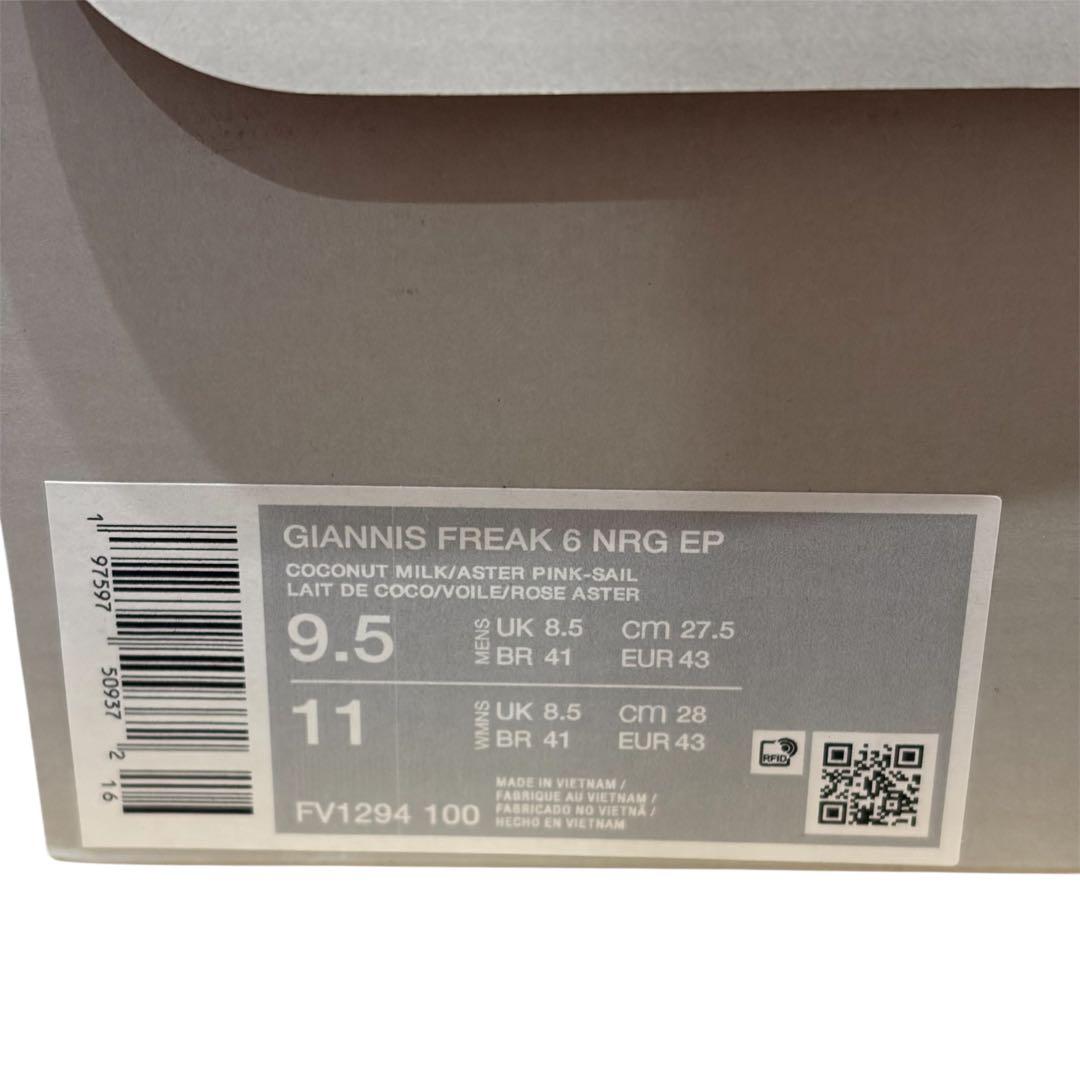 GIANNIS FREAK 6 NRG EP
COCONUT MILK/ASTER PINK-SAIL
LAIT DE COCO/VOILE/ROSE ASTER
9.5 MENS UK 8.5 cm 27.5
BR 41 EUR 43
11 WMNS UK 8.5 cm 28
BR 41 EUR 43
FV1294 100
MADE IN VIETNAM /
FABRIQUE AU VIETNAM /
FABRICADO NO VIETNÃ /
HECHO EN VIETNAM
RFID
1 97597 50937 2 16